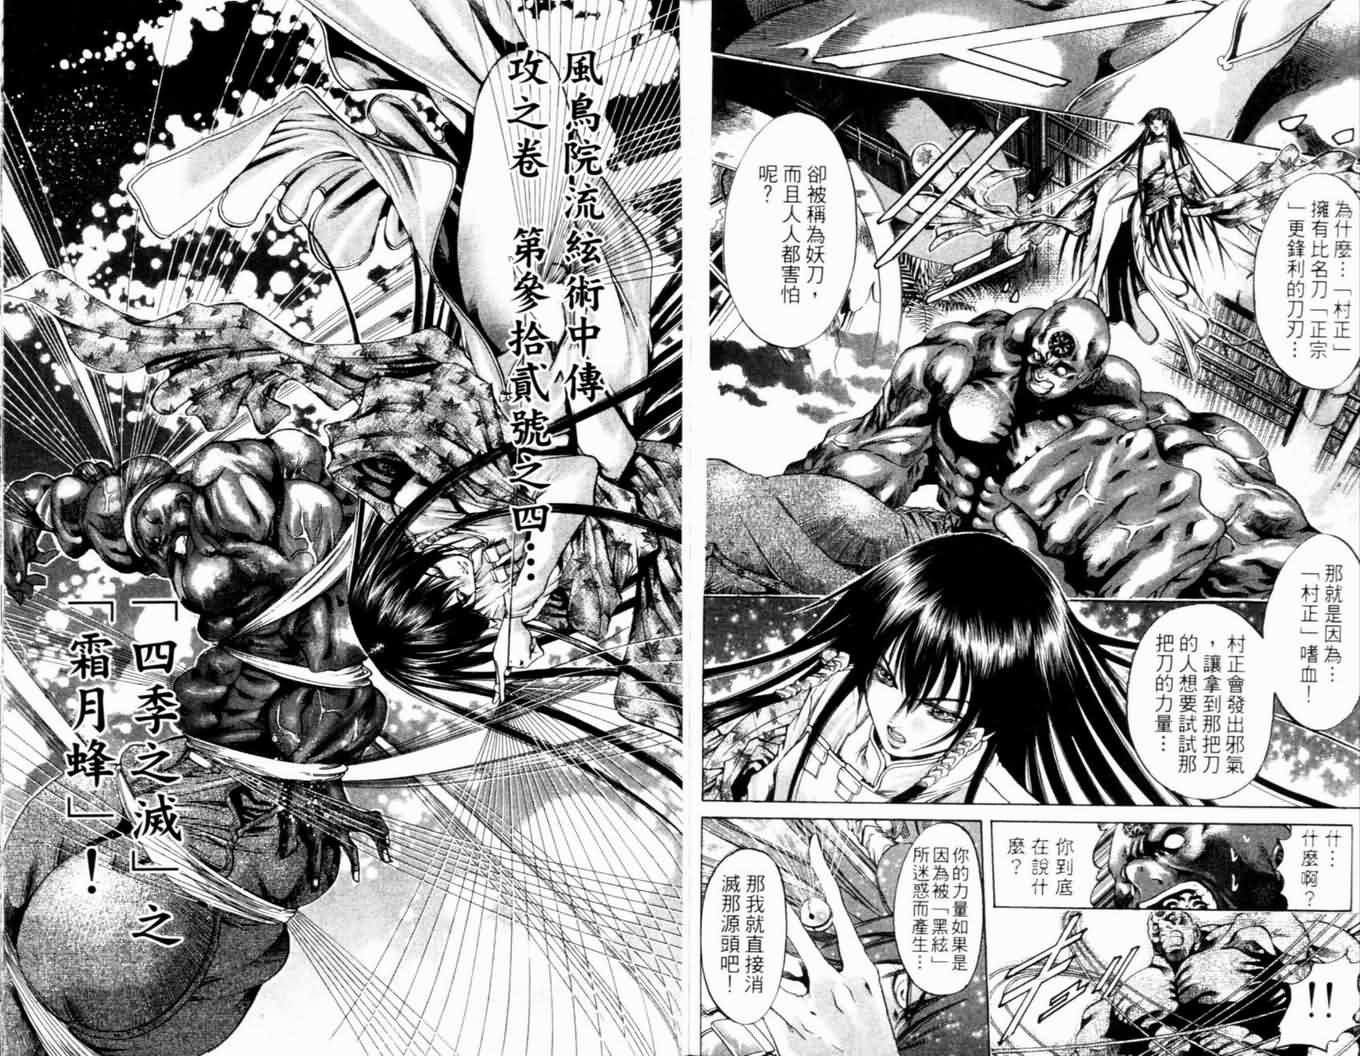 為什麼…「村正」
擁有比名刀「正宗
」更鋒利的刀刃…
卻被稱為妖刀，
而且人人都害怕
呢？
那就是因為…
「村正」嗜血！
村正會發出邪氣
，讓拿到那把刀
的人想要試試那
把刀的力量…
什…
什麼啊？
你到底
在說什
麼？
!!
你的力量如果是
因為被「黑絃」
所迷惑而產生…
那我就直接消
滅那源頭吧！
風鳥院流絃術中傳
攻之卷　第參拾貳號之四…
「四季之滅」之
「霜月蜂」！